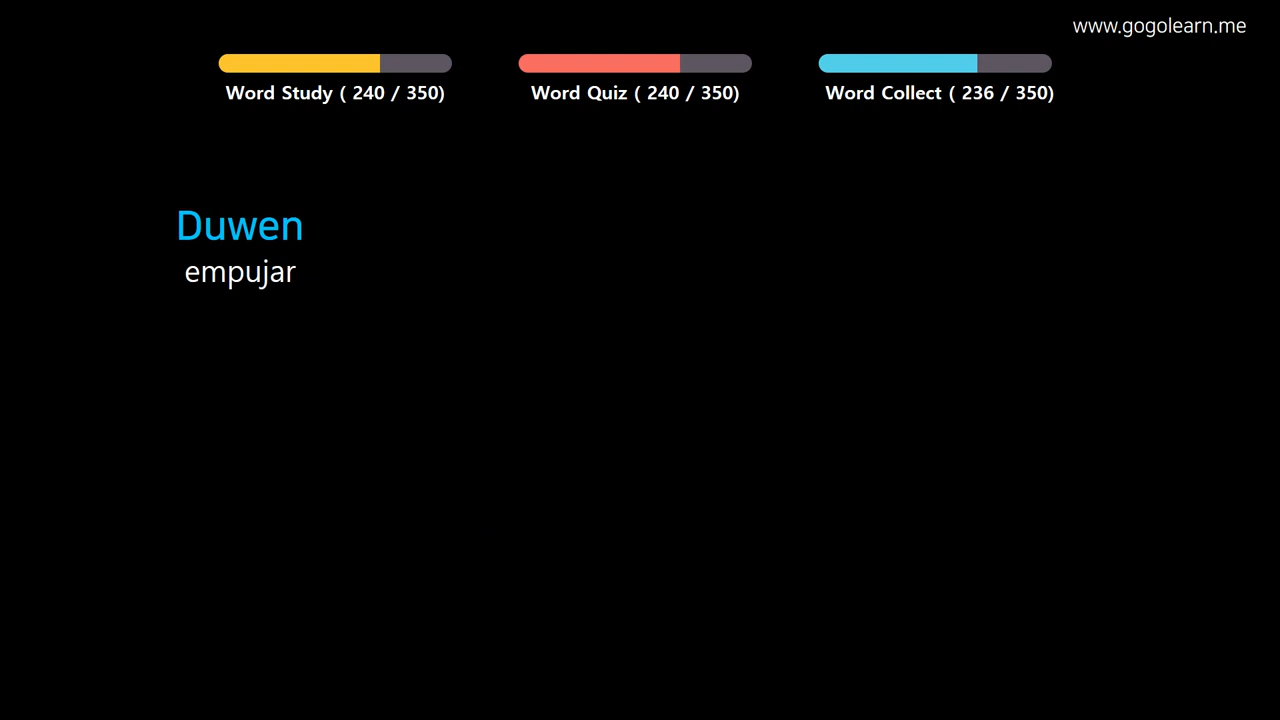 www.gogolearn.me
Word Study ( 240 / 350)
Word Quiz ( 240 / 350)
Word Collect ( 236 / 350)
Duwen
empujar